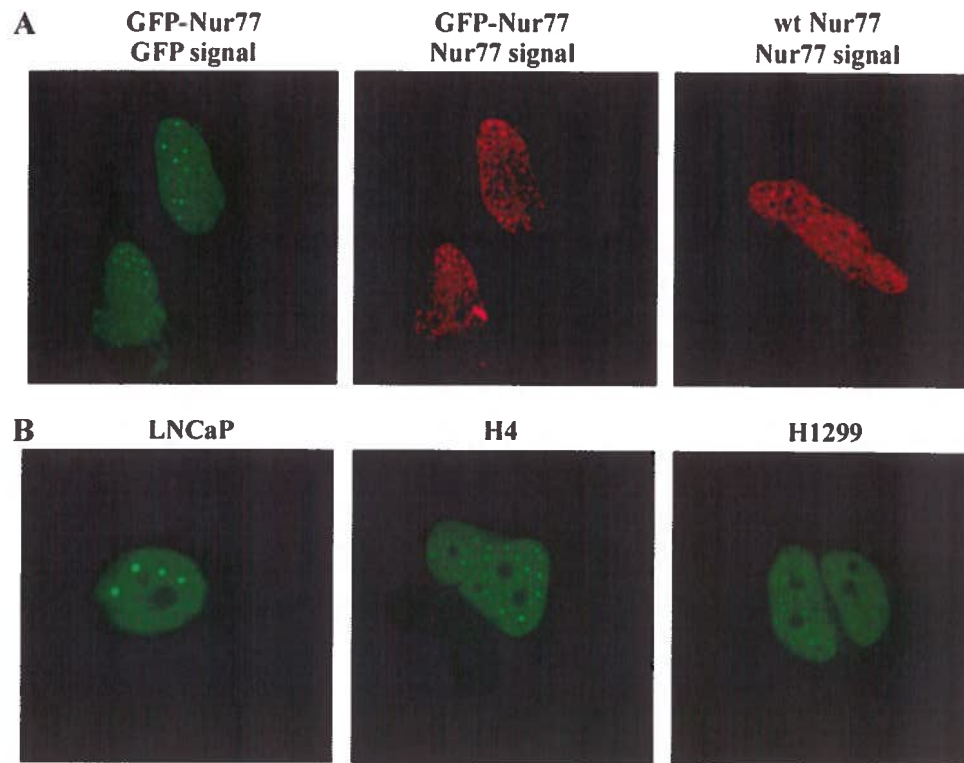 A
GFP-Nur77
GFP signal
GFP-Nur77
Nur77 signal
wt Nur77
Nur77 signal
B
LNCaP
H4
H1299